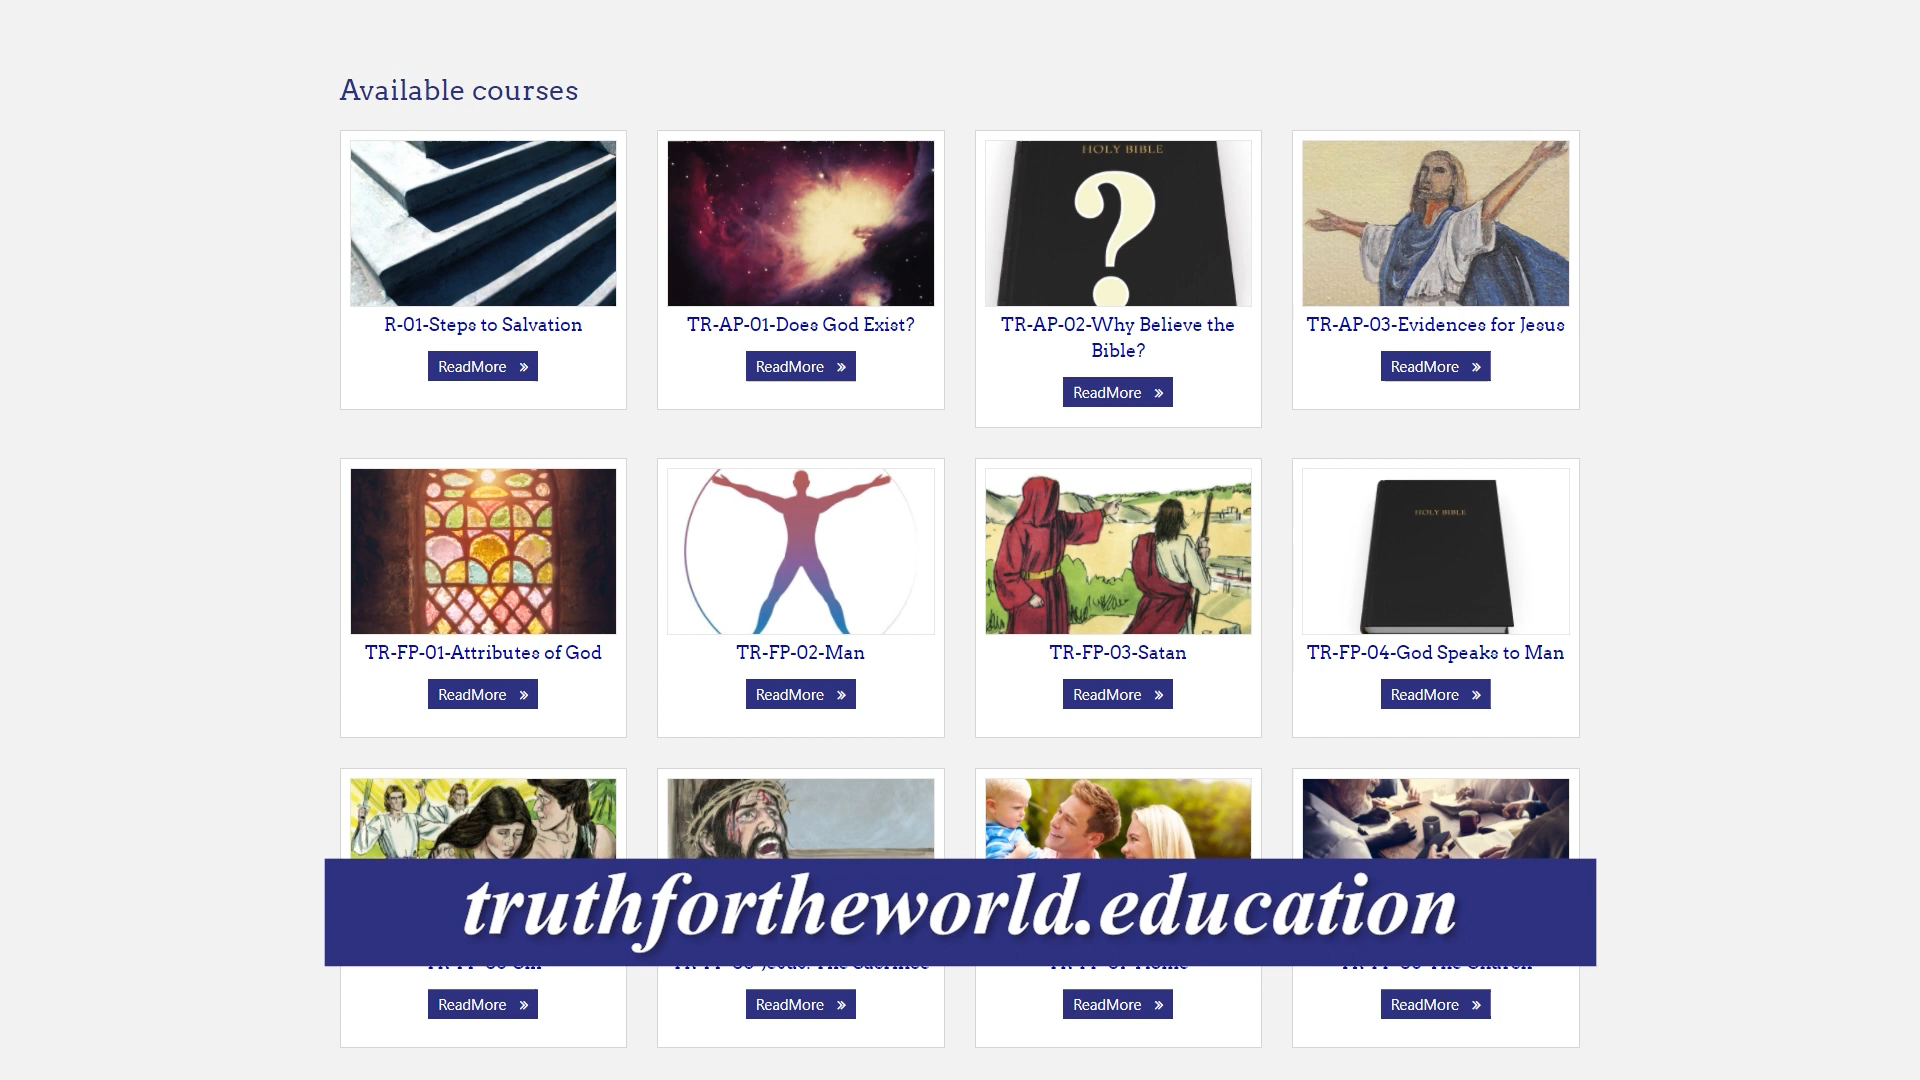 Available courses
HOLY BIBLE
?
R-01-Steps to Salvation
TR-AP-01-Does God Exist?
TR-AP-02-Why Believe the
Bible?
TR-AP-03-Evidences for Jesus
ReadMore »
ReadMore »
ReadMore »
ReadMore »
HOLY BIBLE
TR-FP-01-Attributes of God
TR-FP-02-Man
TR-FP-03-Satan
TR-FP-04-God Speaks to Man
ReadMore »
ReadMore »
ReadMore »
ReadMore »
truthfortheworld.education
ReadMore »
ReadMore »
ReadMore »
ReadMore »